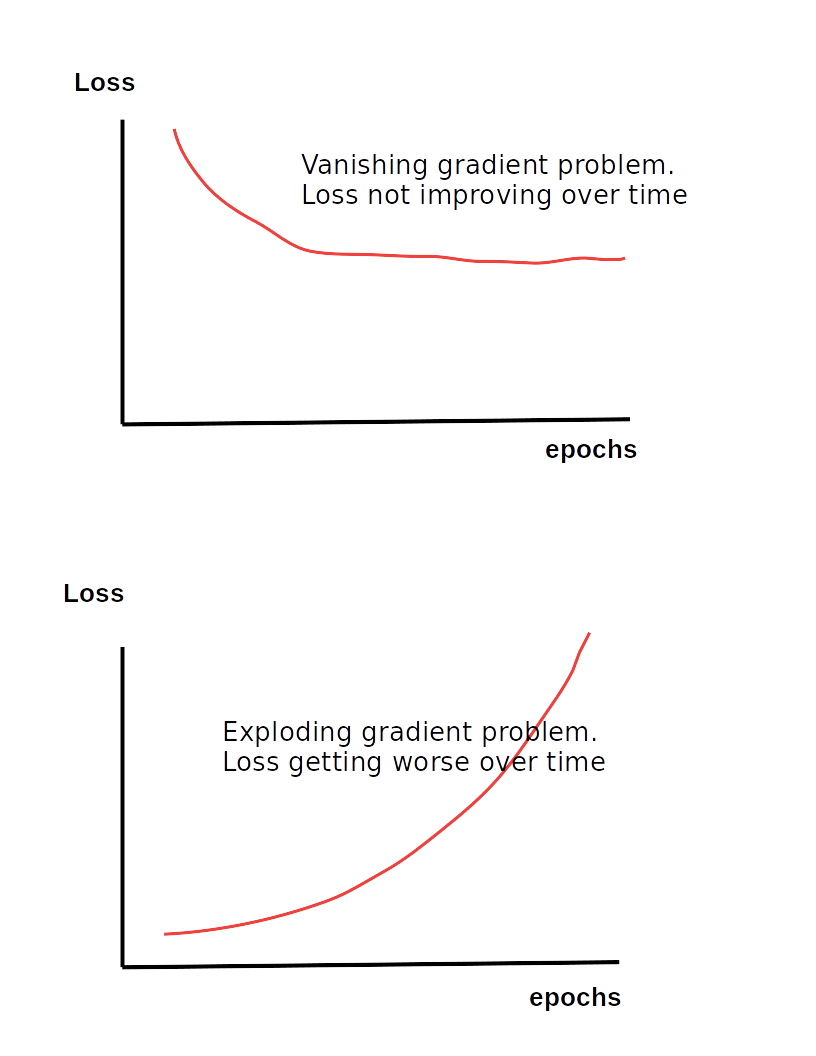 Loss
Vanishing gradient problem.
Loss not improving over time
epochs
Loss
Exploding gradient problem.
Loss getting worse over time
epochs